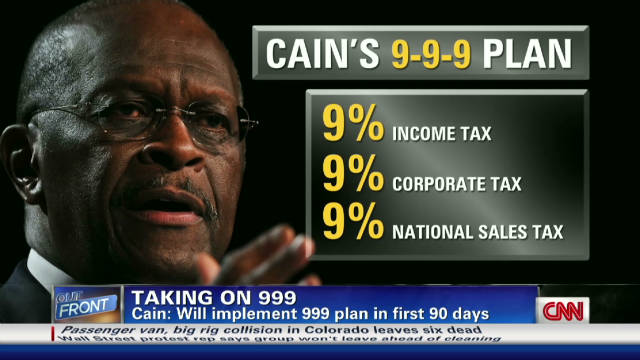 CAIN'S 9-9-9 PLAN
9% INCOME TAX
9% CORPORATE TAX
9% NATIONAL SALES TAX
OUT
FRONT
TAKING ON 999
Cain: Will implement 999 plan in first 90 days
CNN
Passenger van, big rig collision in Colorado leaves six dead
Wall Street protest rep says group won't leave ahead of cleaning